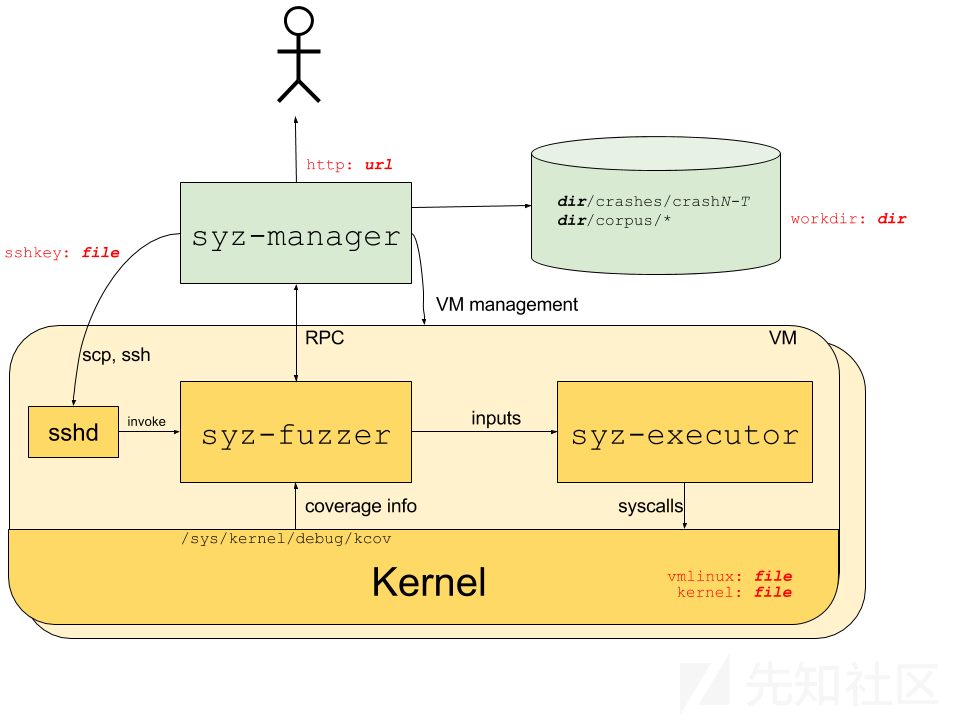 http: url
dir/crashes/crashN-T
dir/corpus/*
workdir: dir
syz-manager
sshkey: file
VM management
RPC
VM
scp, ssh
sshd
invoke
syz-fuzzer
inputs
syz-executor
coverage info
syscalls
/sys/kernel/debug/kcov
Kernel
vmlinux: file
kernel: file
先知社区